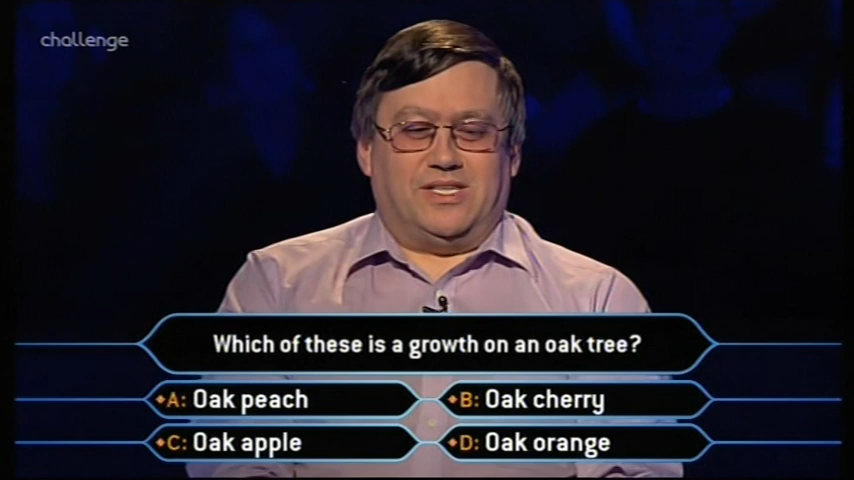 challenge
Which of these is a growth on an oak tree?
A: Oak peach
B: Oak cherry
C: Oak apple
D: Oak orange